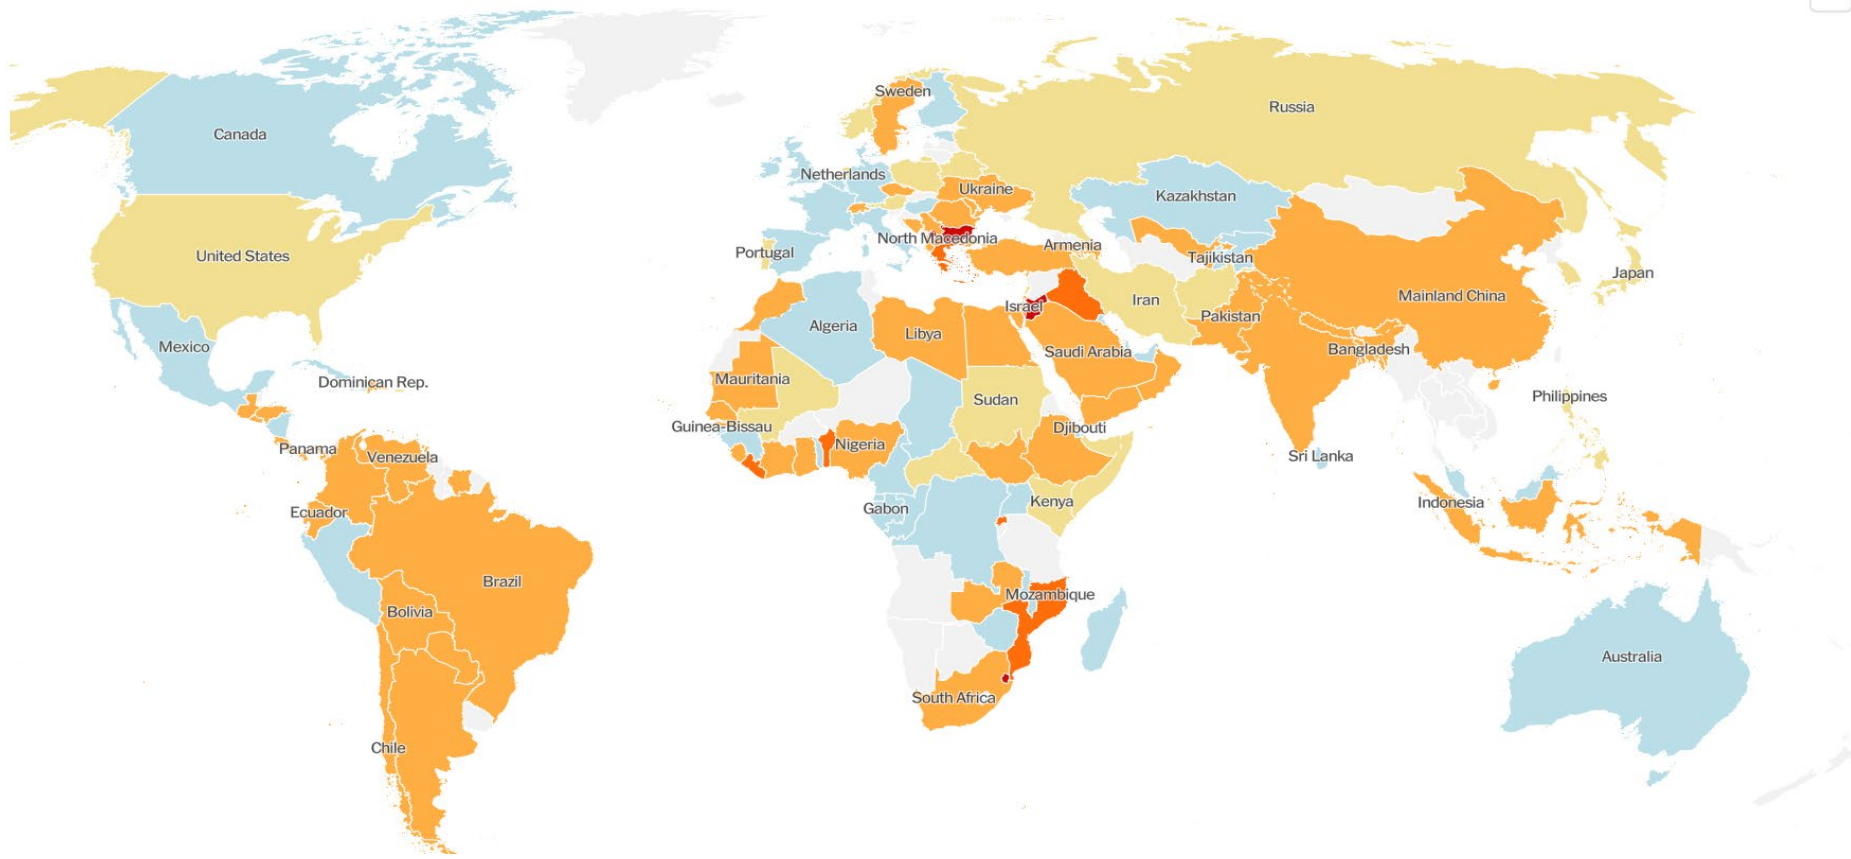 Sweden
Russia
Canada
Netherlands
Ukraine
Kazakhstan
North Macedonia
Armenia
Portugal
United States
Tajikistan
Japan
Mainland China
Iran
Israel
Pakistan
Algeria
Libya
Mexico
Saudi Arabia
Bangladesh
Dominican Rep.
Mauritania
Sudan
Philippines
Guinea-Bissau
Djibouti
Nigeria
Panama
Venezuela
Sri Lanka
Kenya
Indonesia
Gabon
Ecuador
Brazil
Mozambique
Bolivia
Australia
South Africa
Chile